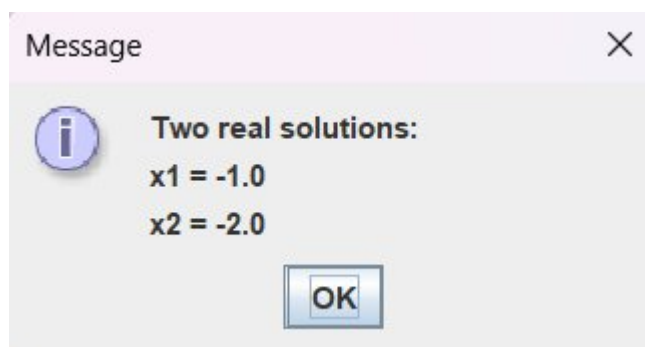 Message
Two real solutions:
x1 = -1.0
x2 = -2.0
OK